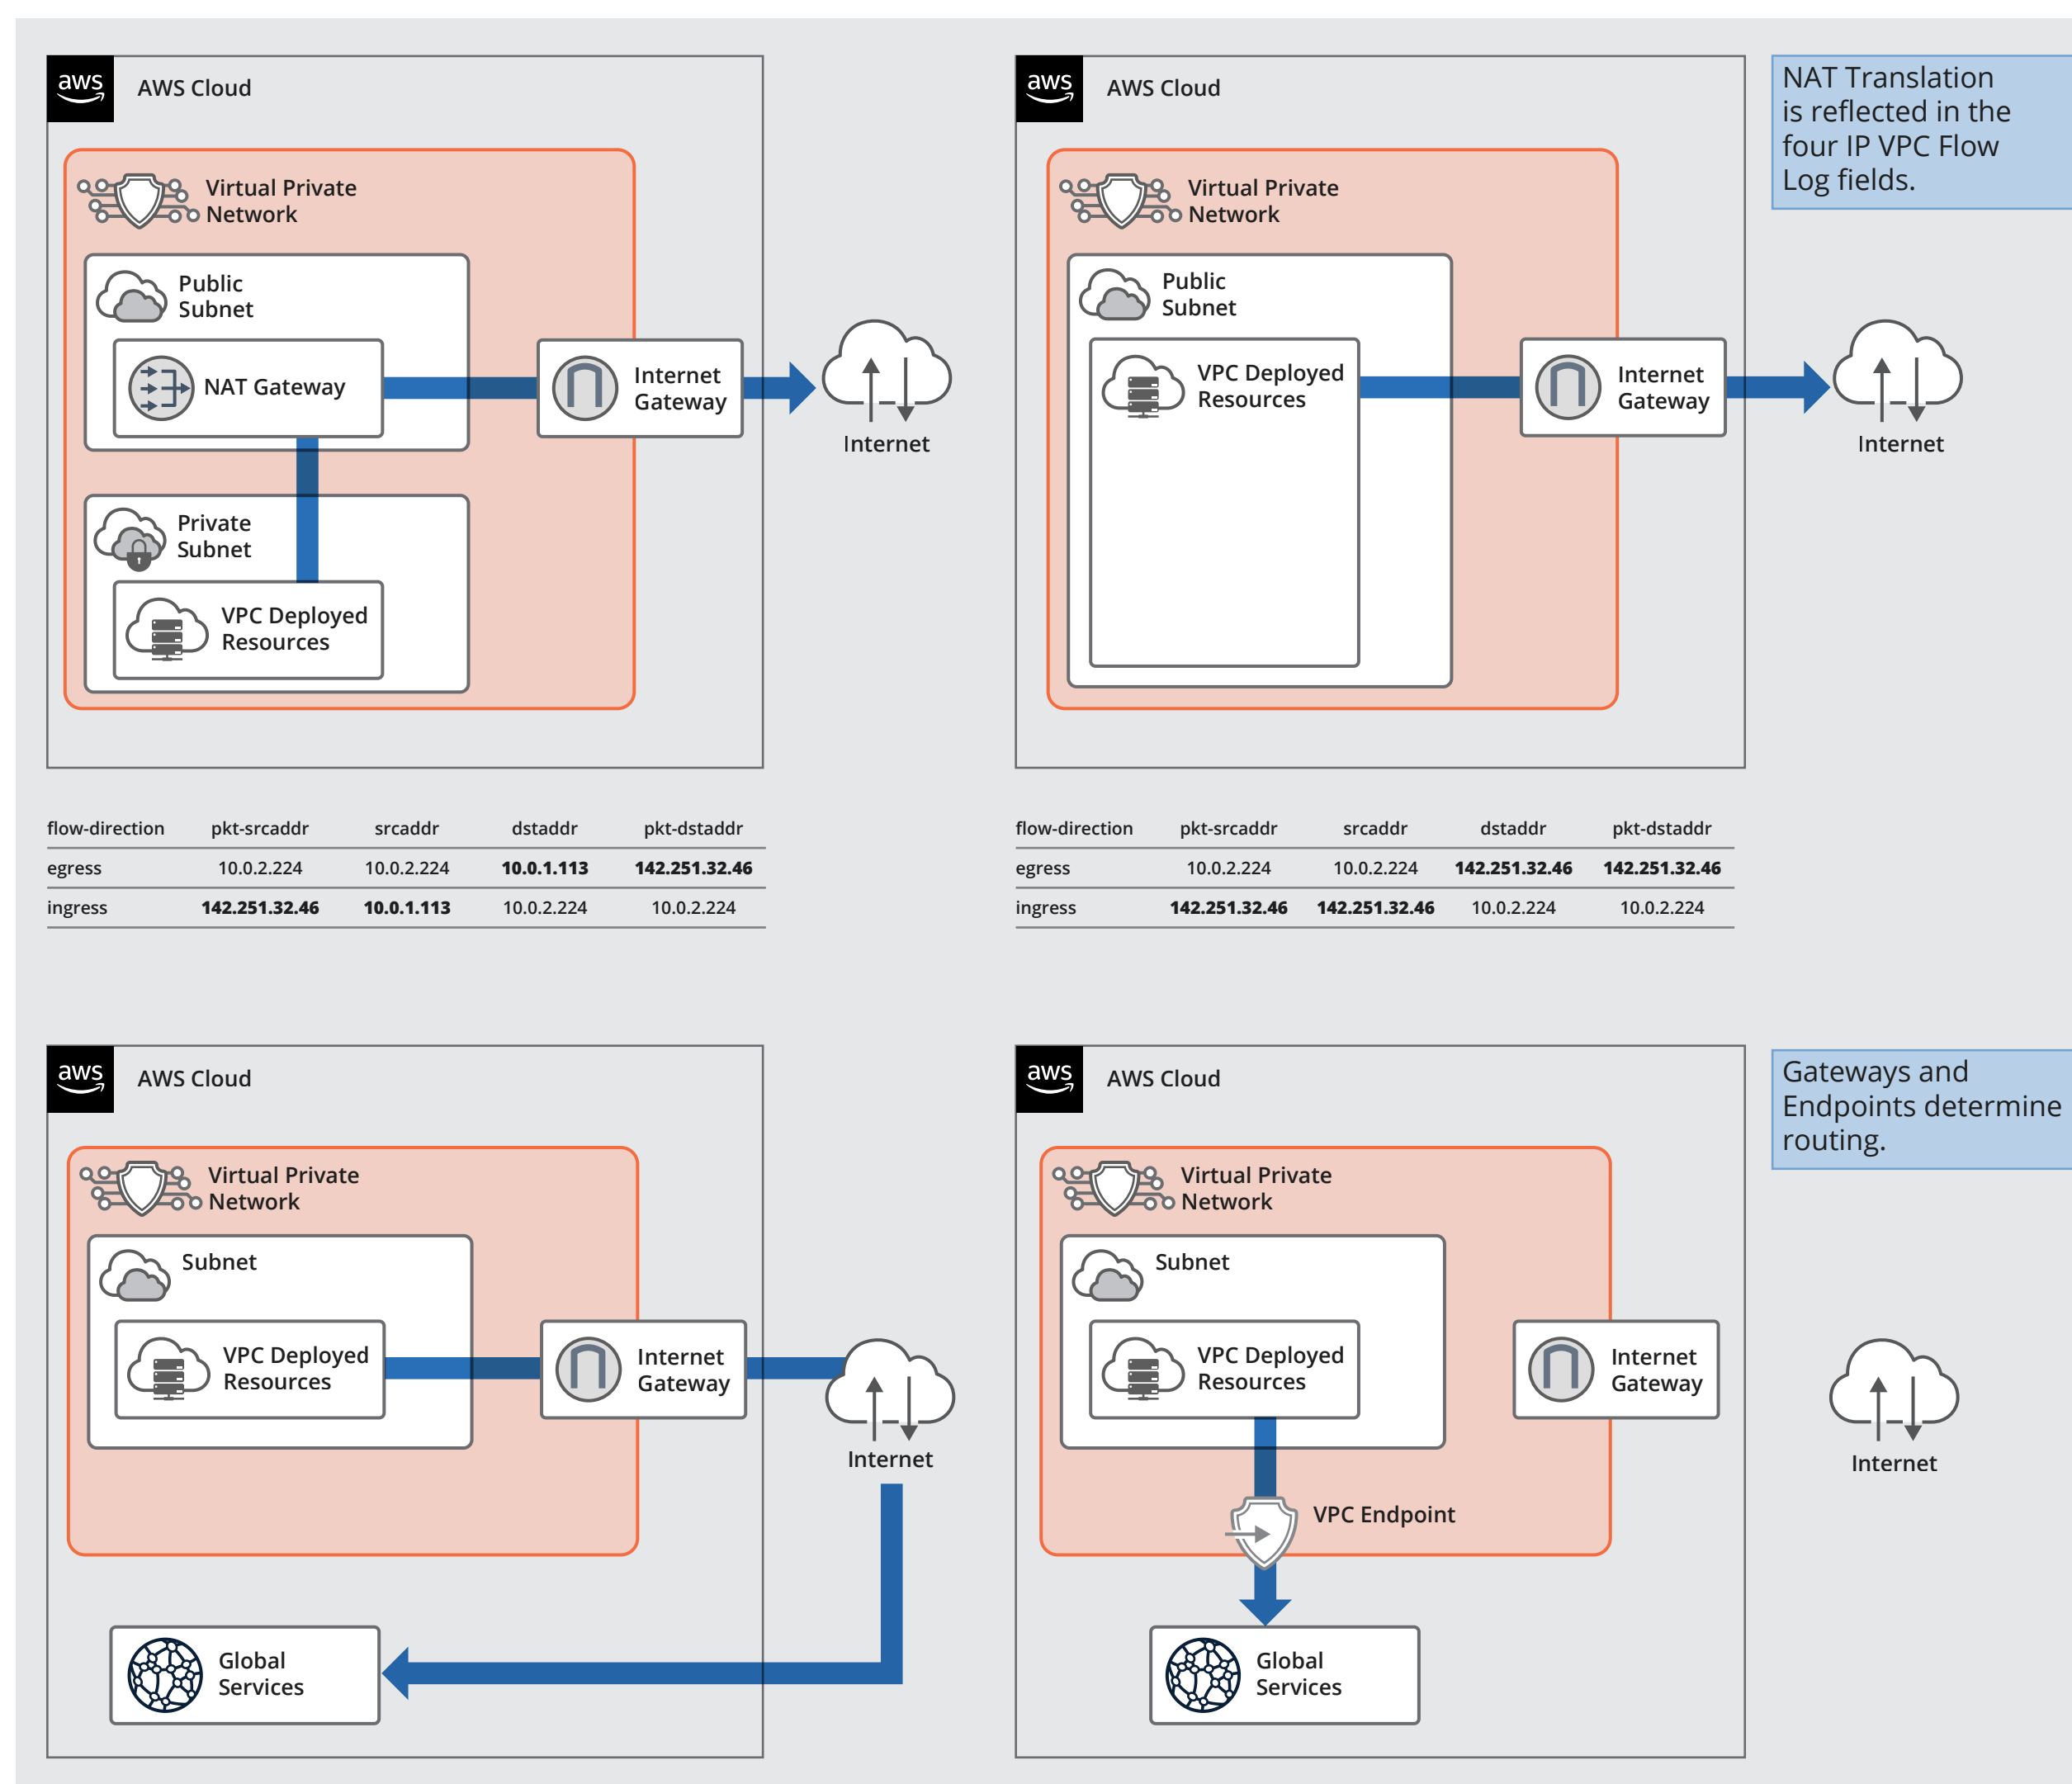 aws
AWS Cloud
Virtual Private
Network
Public
Subnet
NAT Gateway
Internet
Gateway
Internet
Private
Subnet
VPC Deployed
Resources
flow-direction pkt-srcaddr srcaddr dstaddr pkt-dstaddr
egress 10.0.2.224 10.0.2.224 10.0.1.113 142.251.32.46
ingress 142.251.32.46 10.0.1.113 10.0.2.224 10.0.2.224
aws
AWS Cloud
Virtual Private
Network
Public
Subnet
VPC Deployed
Resources
Internet
Gateway
Internet
NAT Translation
is reflected in the
four IP VPC Flow
Log fields.
flow-direction pkt-srcaddr srcaddr dstaddr pkt-dstaddr
egress 10.0.2.224 10.0.2.224 142.251.32.46 142.251.32.46
ingress 142.251.32.46 142.251.32.46 10.0.2.224 10.0.2.224
aws
AWS Cloud
Virtual Private
Network
Subnet
VPC Deployed
Resources
Internet
Gateway
Internet
Global
Services
aws
AWS Cloud
Virtual Private
Network
Subnet
VPC Deployed
Resources
Internet
Gateway
Internet
VPC Endpoint
Global
Services
Gateways and
Endpoints determine
routing.